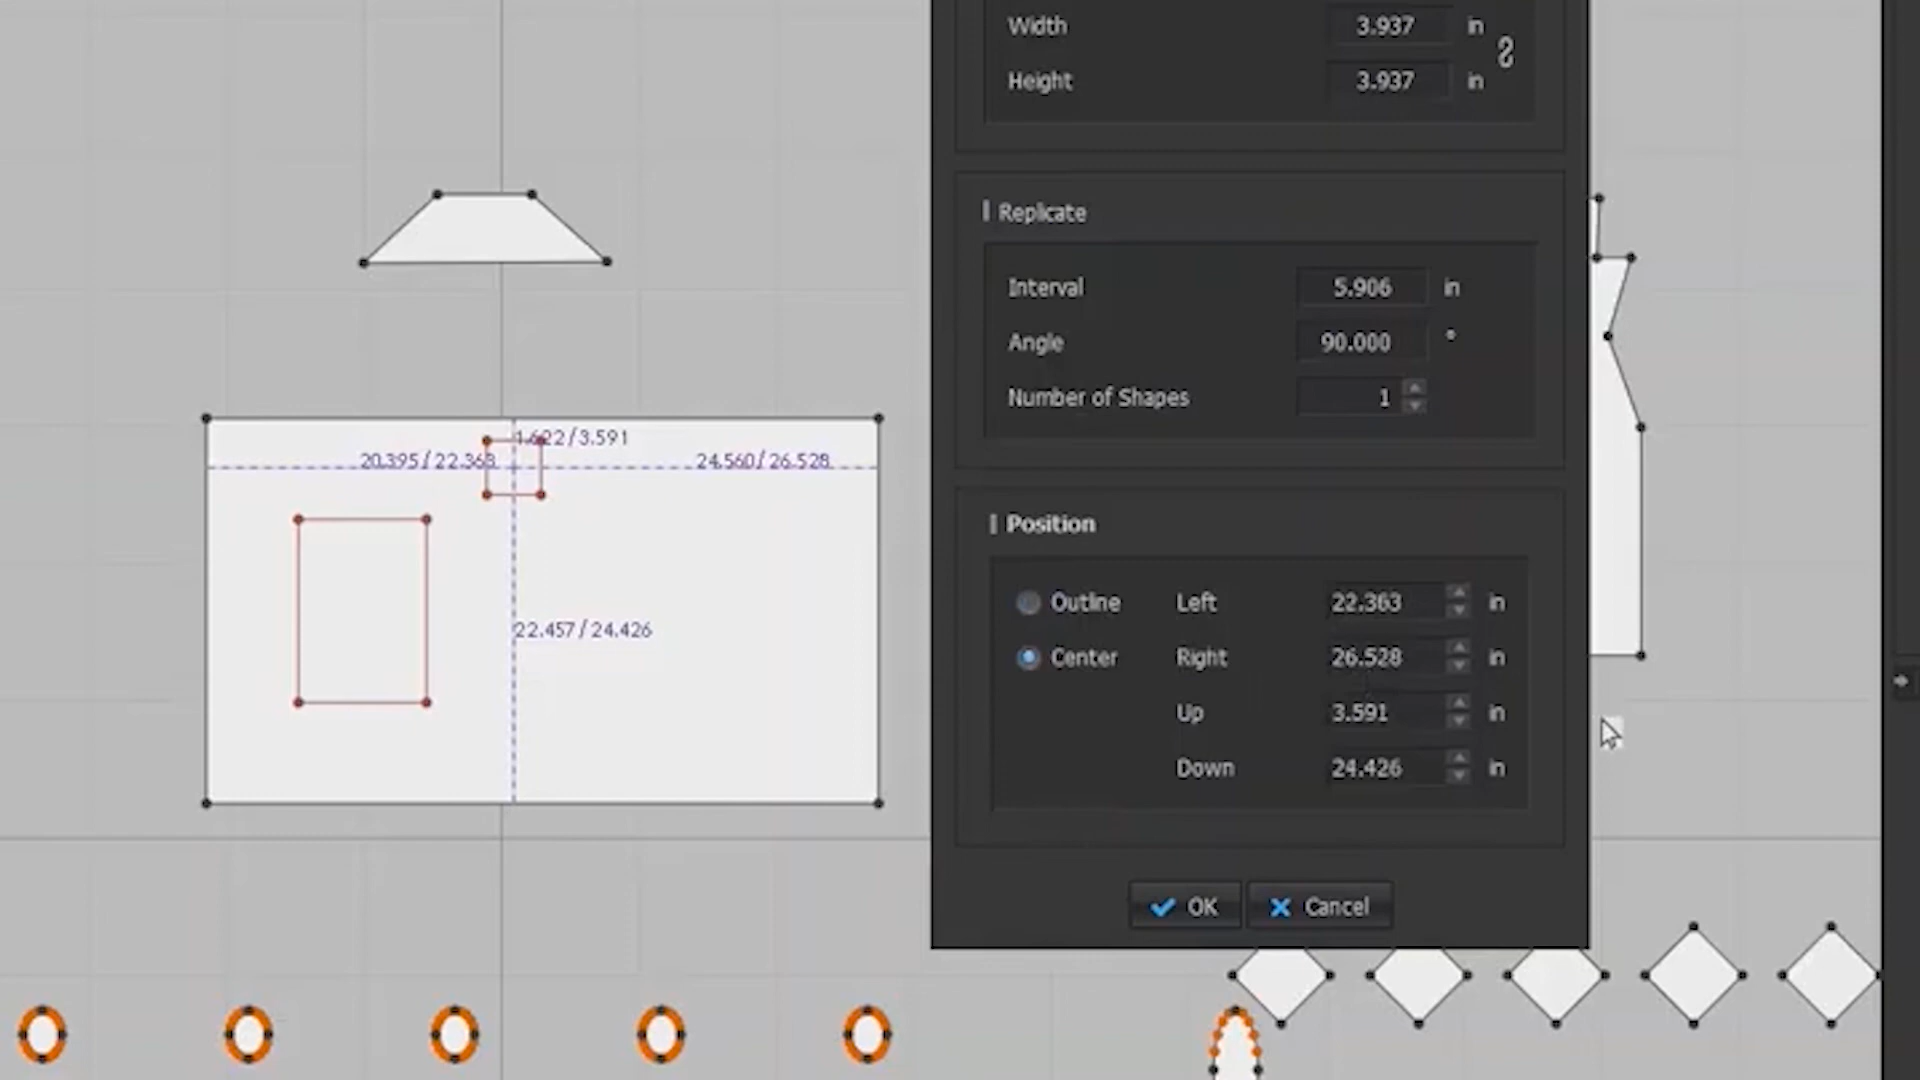 Width 3.937 in
Height 3.937 in
Replicate
Interval 5.906 in
Angle 90.000 °
Number of Shapes 1
1.622 / 3.591
20.395 / 22.363
24.560 / 26.528
22.457 / 24.426
Position
Outline Left 22.363 in
Center Right 26.528 in
Up 3.591 in
Down 24.426 in
OK Cancel